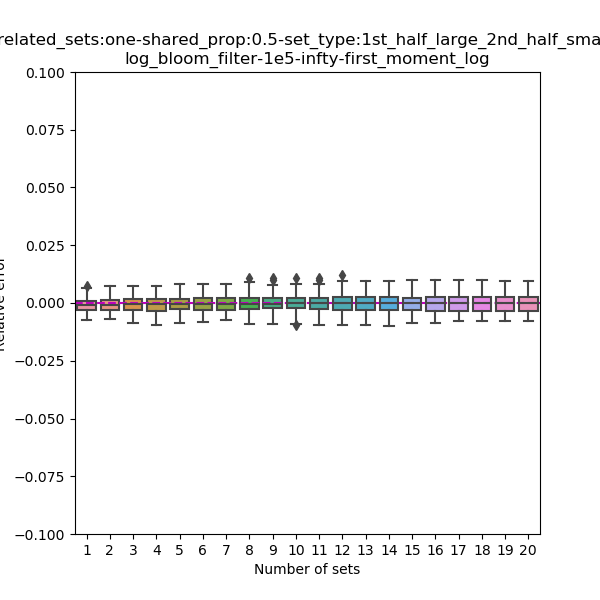 related_sets:one-shared_prop:0.5-set_type:1st_half_large_2nd_half_sma
log_bloom_filter-1e5-infty-first_moment_log
0.100
0.075
0.050
0.025
0.000
−0.025
−0.050
−0.075
−0.100
Relative error
1 2 3 4 5 6 7 8 9 10 11 12 13 14 15 16 17 18 19 20
Number of sets